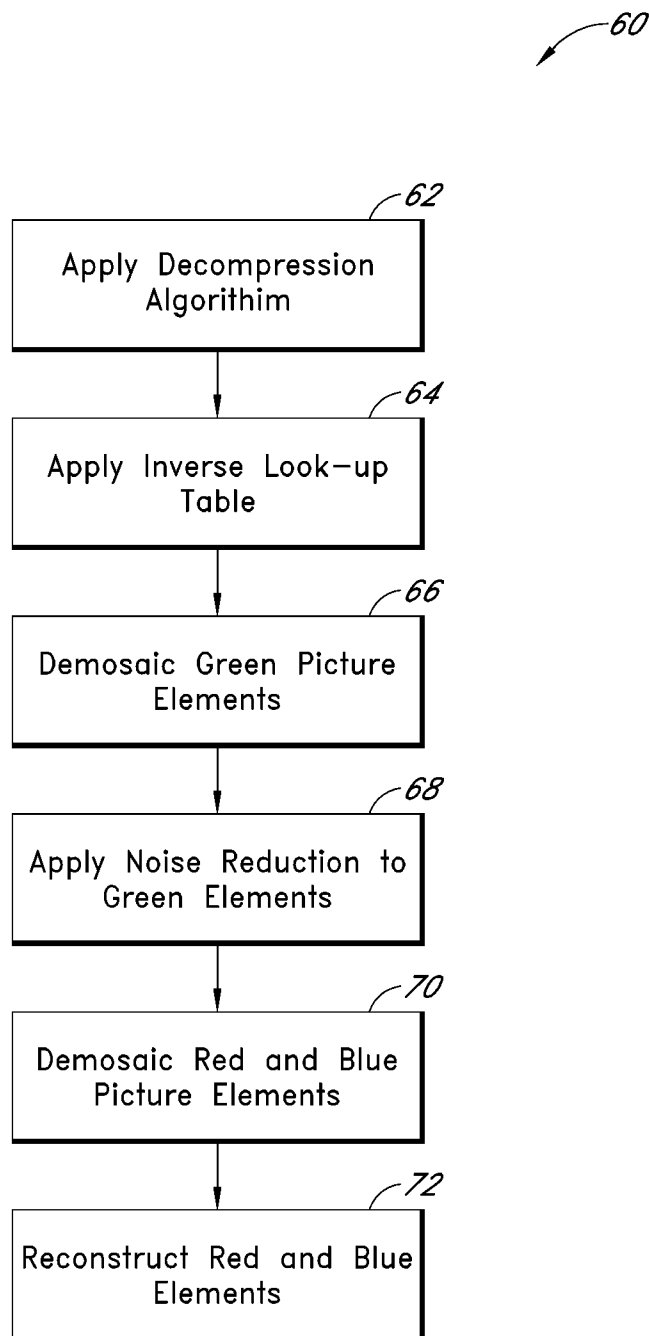 60
62
Apply Decompression
Algorithim
64
Apply Inverse Look-up
Table
66
Demosaic Green Picture
Elements
68
Apply Noise Reduction to
Green Elements
70
Demosaic Red and Blue
Picture Elements
72
Reconstruct Red and Blue
Elements